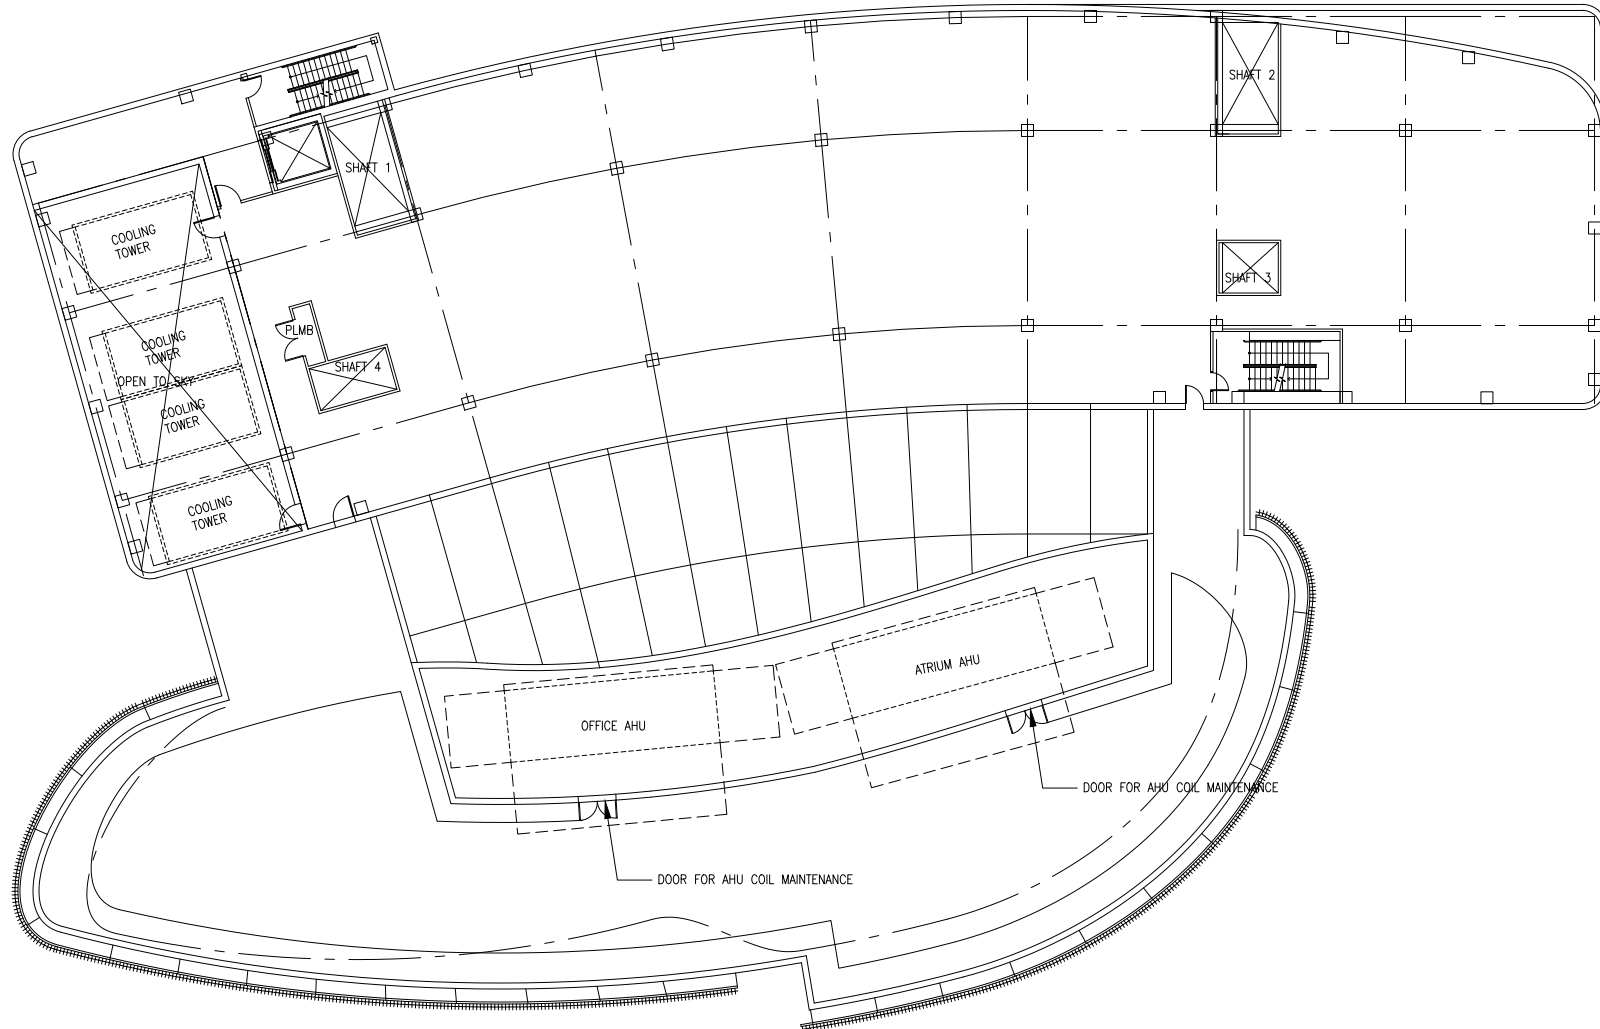 SHAFT 2
SHAFT 1
COOLING
TOWER
SHAFT 3
PLMB
COOLING
TOWER
SHAFT 4
OPEN TO SKY
COOLING
TOWER
COOLING
TOWER
ATRIUM AHU
OFFICE AHU
DOOR FOR AHU COIL MAINTENANCE
DOOR FOR AHU COIL MAINTENANCE